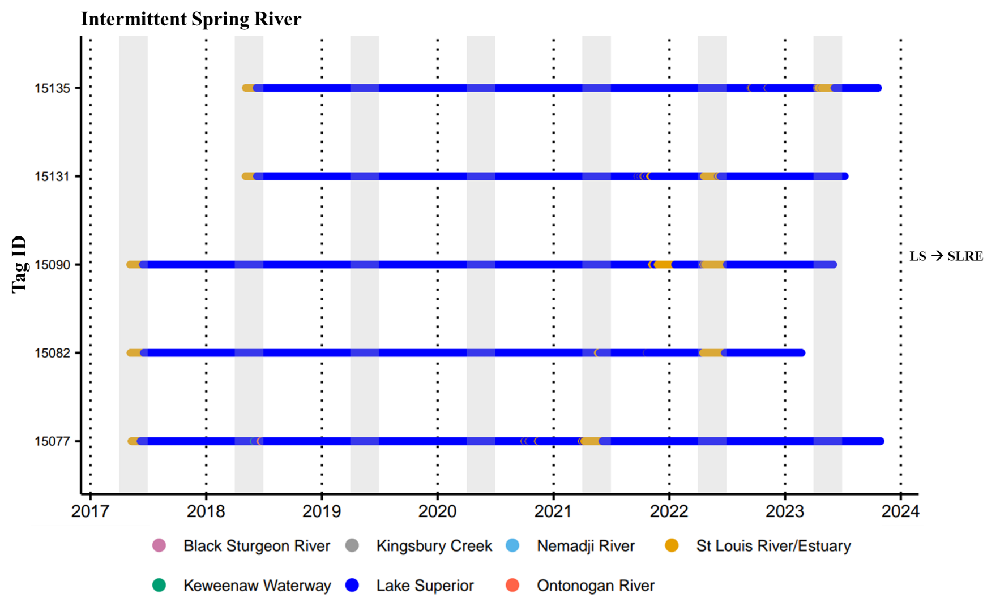 Intermittent Spring River
Tag ID
15135
15131
15090
15082
15077
LS → SLRE
2017 2018 2019 2020 2021 2022 2023 2024
Black Sturgeon River Kingsbury Creek Nemadji River St Louis River/Estuary
Keweenaw Waterway Lake Superior Ontonogan River